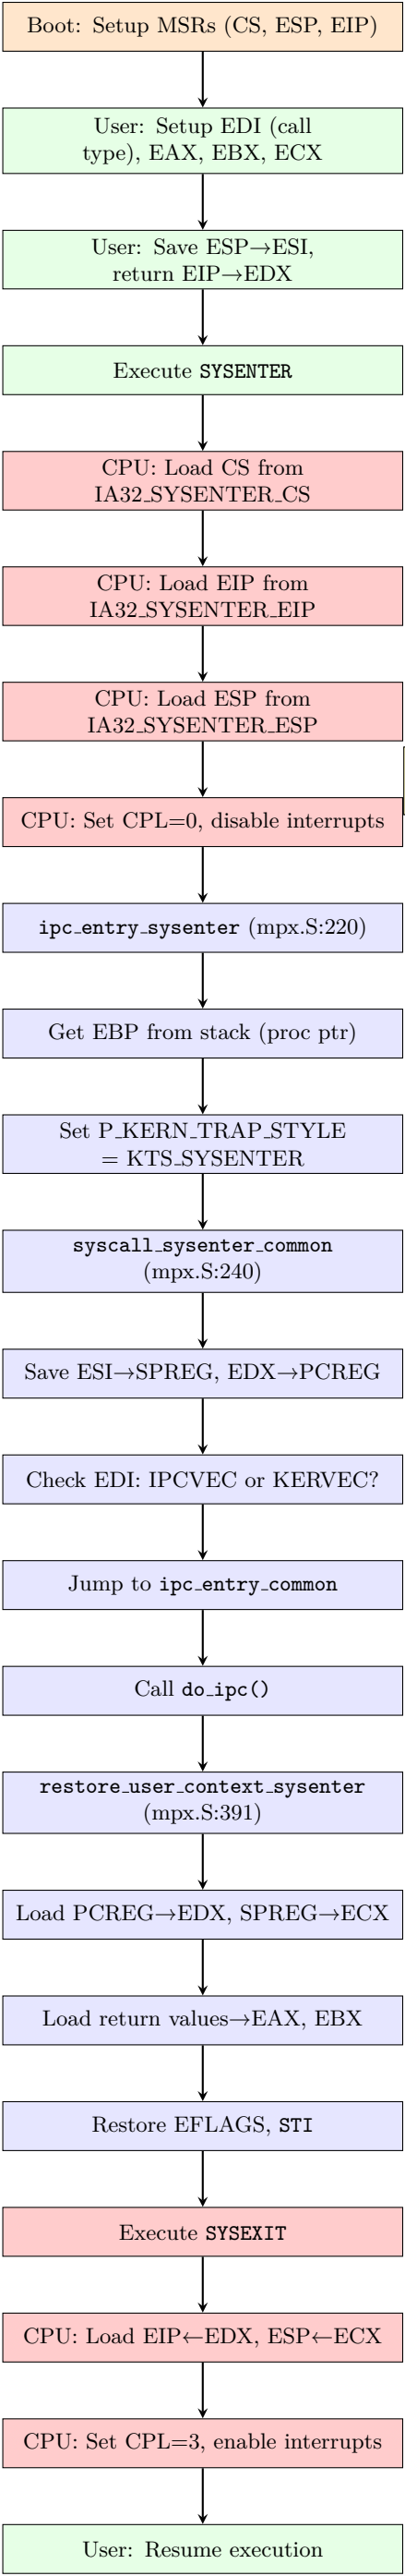 Boot: Setup MSRs (CS, ESP, EIP)
User: Setup EDI (call
type), EAX, EBX, ECX
User: Save ESP→ESI,
return EIP→EDX
Execute SYSENTER
CPU: Load CS from
IA32_SYSENTER_CS
CPU: Load EIP from
IA32_SYSENTER_EIP
CPU: Load ESP from
IA32_SYSENTER_ESP
CPU: Set CPL=0, disable interrupts
ipc_entry_sysenter (mpx.S:220)
Get EBP from stack (proc ptr)
Set P_KERN_TRAP_STYLE
= KTS_SYSENTER
syscall_sysenter_common
(mpx.S:240)
Save ESI→SPREG, EDX→PCREG
Check EDI: IPCVEC or KERVEC?
Jump to ipc_entry_common
Call do_ipc()
restore_user_context_sysenter
(mpx.S:391)
Load PCREG→EDX, SPREG→ECX
Load return values→EAX, EBX
Restore EFLAGS, STI
Execute SYSEXIT
CPU: Load EIP←EDX, ESP←ECX
CPU: Set CPL=3, enable interrupts
User: Resume execution